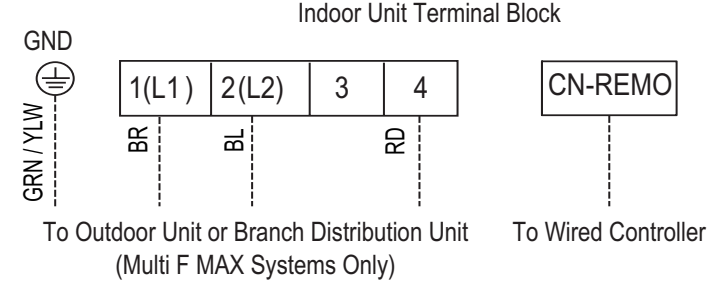 Indoor Unit Terminal Block
GND
1(L1) 2(L2) 3 4 CN-REMO
GRN / YLW BR BL RD
To Outdoor Unit or Branch Distribution Unit To Wired Controller
(Multi F MAX Systems Only)